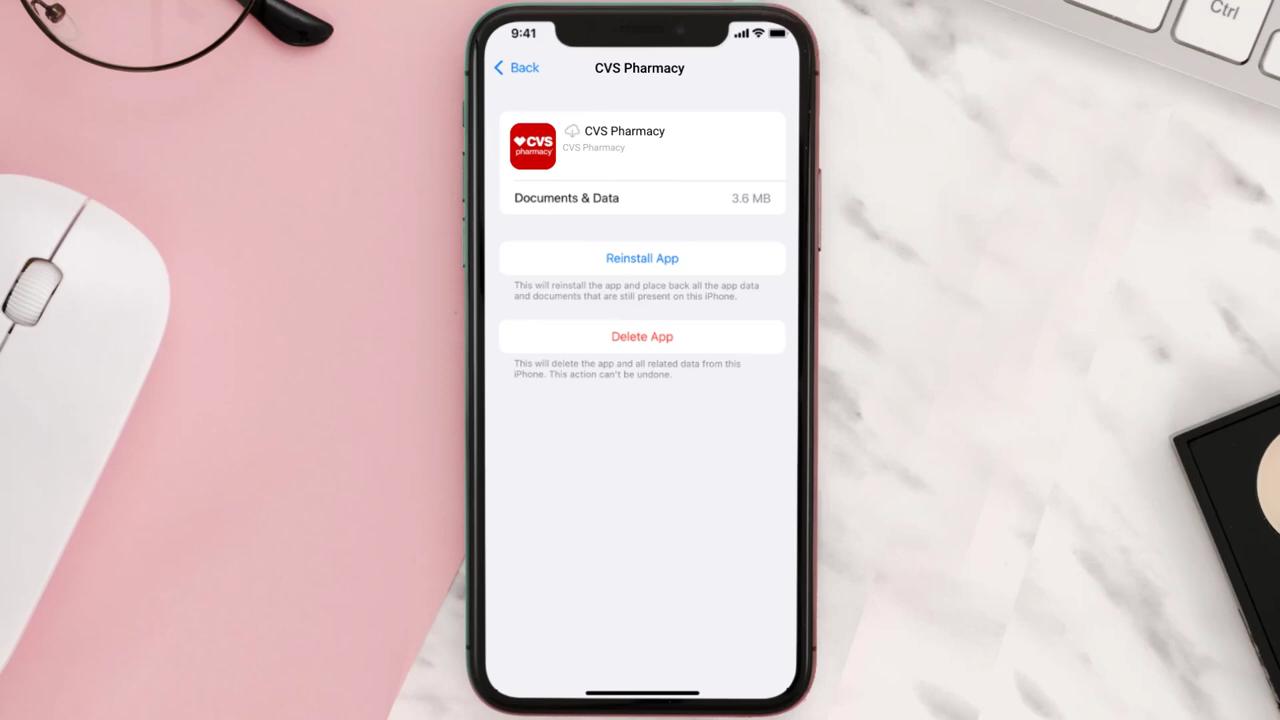 Ctrl
9:41
Back
CVS Pharmacy
CVS
pharmacy
CVS Pharmacy
CVS Pharmacy
Documents & Data 3.6 MB
Reinstall App
This will reinstall the app and place back all the app data
and documents that are still present on this iPhone.
Delete App
This will delete the app and all related data from this
iPhone. This action can't be undone.